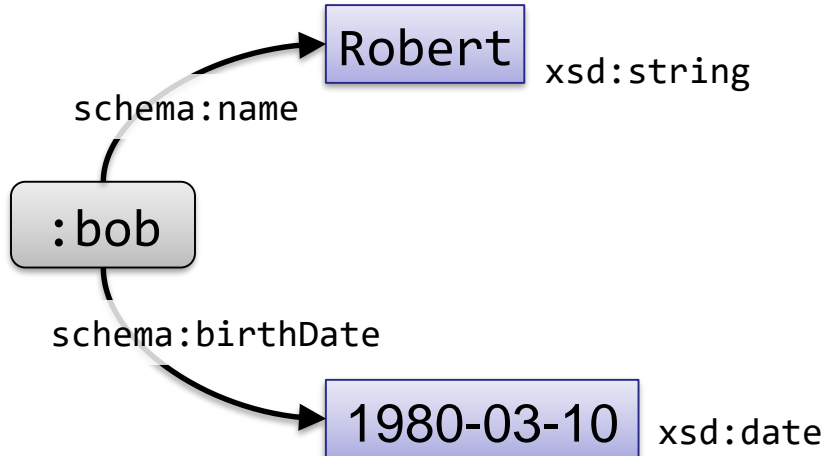 Robert
xsd:string
schema:name
:bob
schema:birthDate
1980-03-10
xsd:date